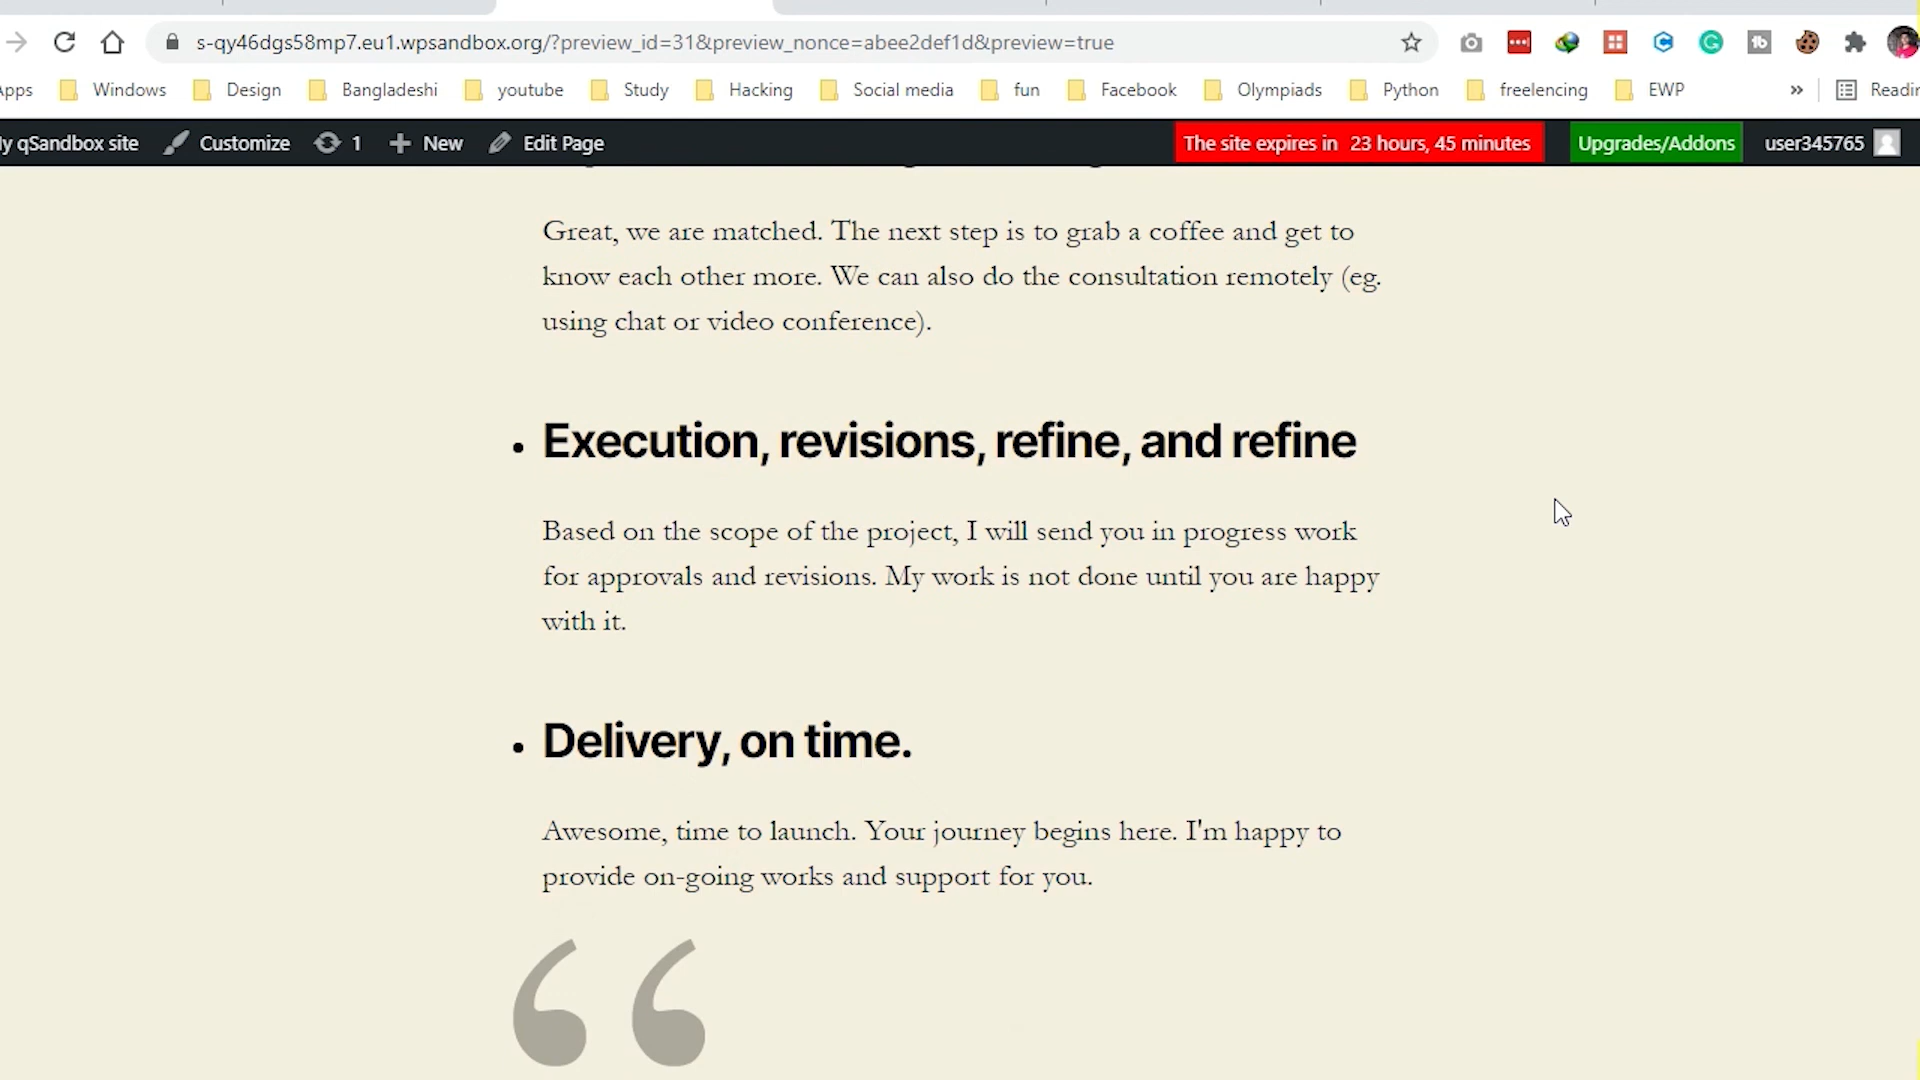 s-qy46dgs58mp7.eu1.wpsandbox.org/?preview_id=31&preview_nonce=abee2def1d&preview=true
Windows Design Bangladeshi youtube Study Hacking Social media fun Facebook Olympiads Python freelencing EWP »
qSandbox site Customize 1 New Edit Page The site expires in 23 hours, 45 minutes Upgrades/Addons user345765
Great, we are matched. The next step is to grab a coffee and get to
know each other more. We can also do the consultation remotely (eg.
using chat or video conference).
• Execution, revisions, refine, and refine
Based on the scope of the project, I will send you in progress work
for approvals and revisions. My work is not done until you are happy
with it.
• Delivery, on time.
Awesome, time to launch. Your journey begins here. I'm happy to
provide on-going works and support for you.
“